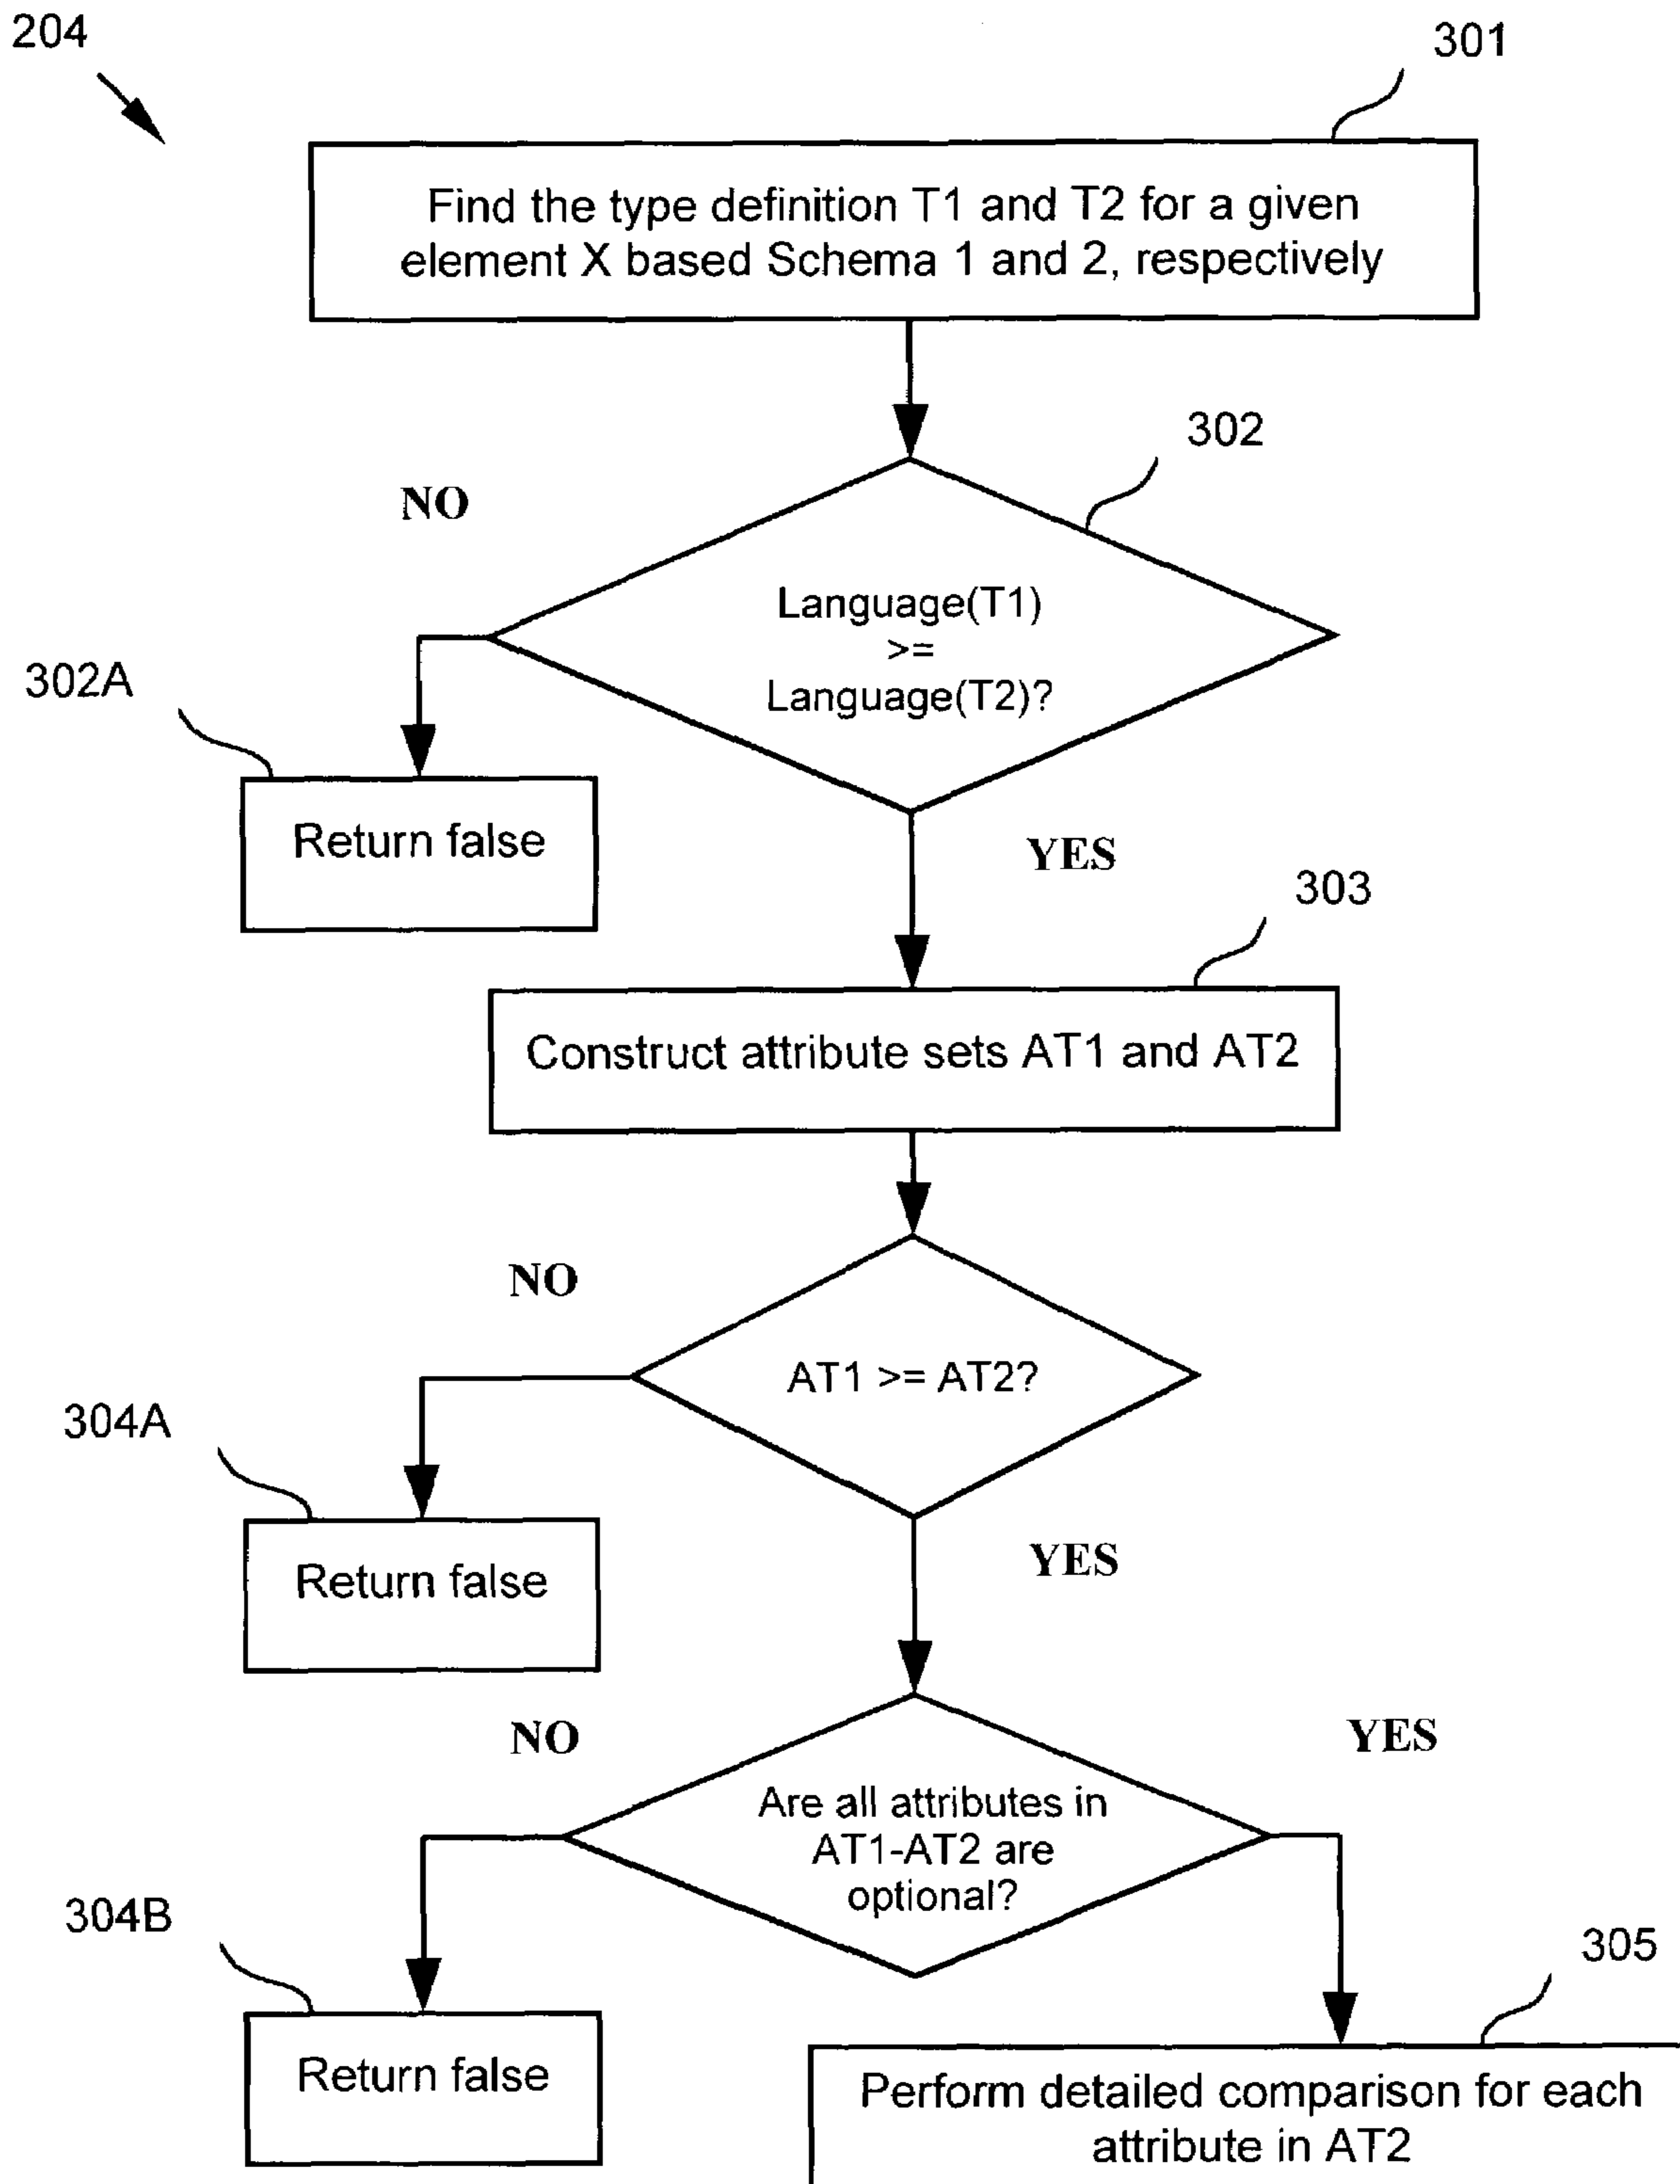 204
301
Find the type definition T1 and T2 for a given
element X based Schema 1 and 2, respectively
302
NO
Language(T1)
>=
Language(T2)?
302A
Return false
YES
303
Construct attribute sets AT1 and AT2
NO
AT1 >= AT2?
304A
Return false
YES
NO
YES
Are all attributes in
AT1-AT2 are
optional?
304B
305
Return false
Perform detailed comparison for each
attribute in AT2